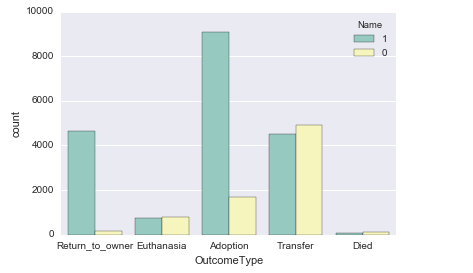 10000
8000
6000
4000
2000
0
count
Name
1
0
Return_to_owner Euthanasia Adoption Transfer Died
OutcomeType